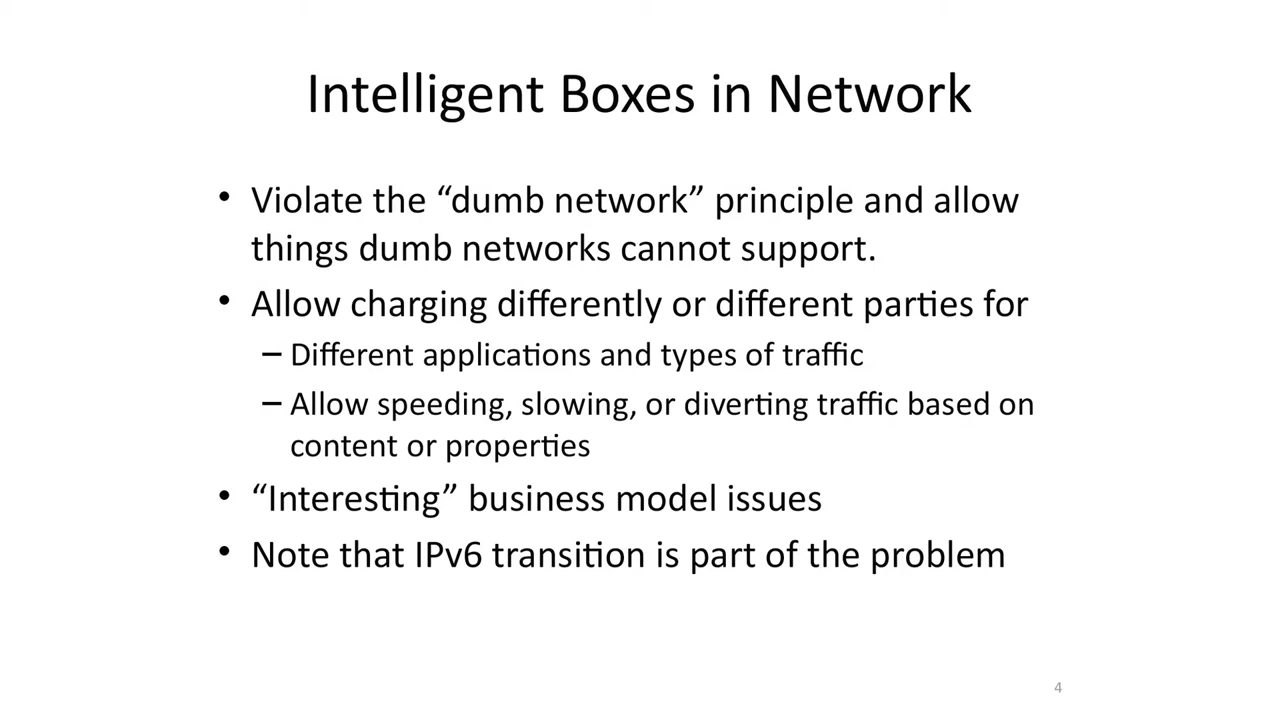 Intelligent Boxes in Network
• Violate the “dumb network” principle and allow
things dumb networks cannot support.
• Allow charging differently or different parties for
– Different applications and types of traffic
– Allow speeding, slowing, or diverting traffic based on
content or properties
• “Interesting” business model issues
• Note that IPv6 transition is part of the problem
4